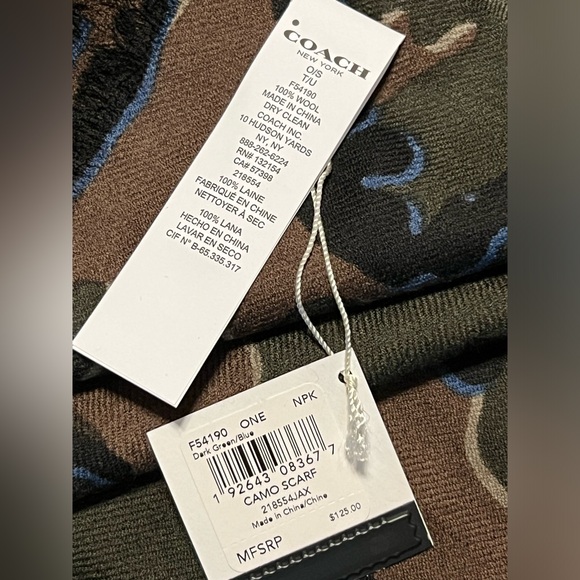 COACH
NEW YORK
O/S
T/U
F54190
100% WOOL
MADE IN CHINA
DRY CLEAN
COACH INC.
10 HUDSON YARDS
NY, NY
888-262-6224
RN# 132154
CA# 57398
218554
100% LAINE
FABRIQUÉ EN CHINE
NETTOYER À SEC
100% LANA
HECHO EN CHINA
LAVAR EN SECO
C/F N° B-65.335.317
F54190 ONE NPK
Dark Green/Blue
1 92643 08367 7
CAMO SCARF
218554JAX
Made in China/Chine
$125.00
MFSRP